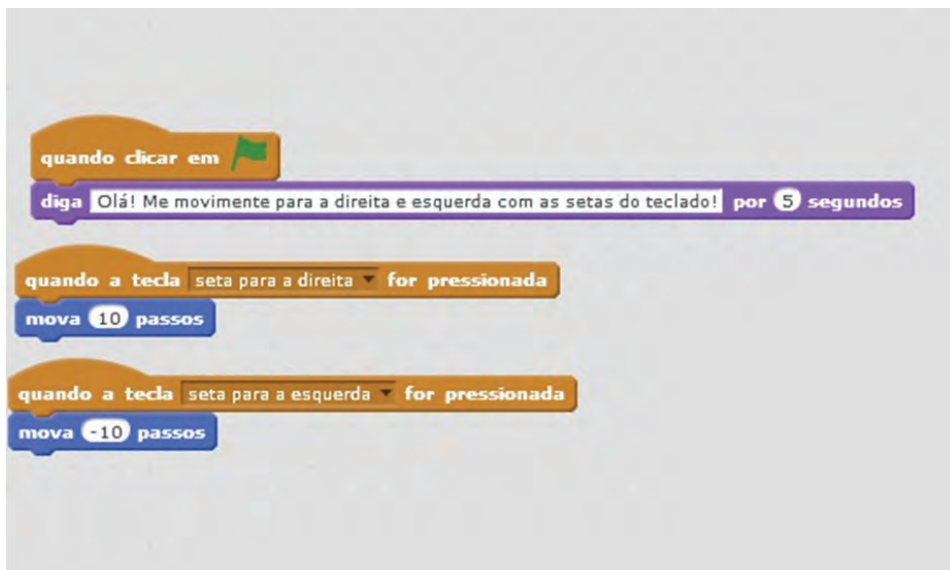 quando clicar em
diga Olá! Me movimente para a direita e esquerda com as setas do teclado! por 5 segundos
quando a tecla seta para a direita for pressionada
mova 10 passos
quando a tecla seta para a esquerda for pressionada
mova -10 passos